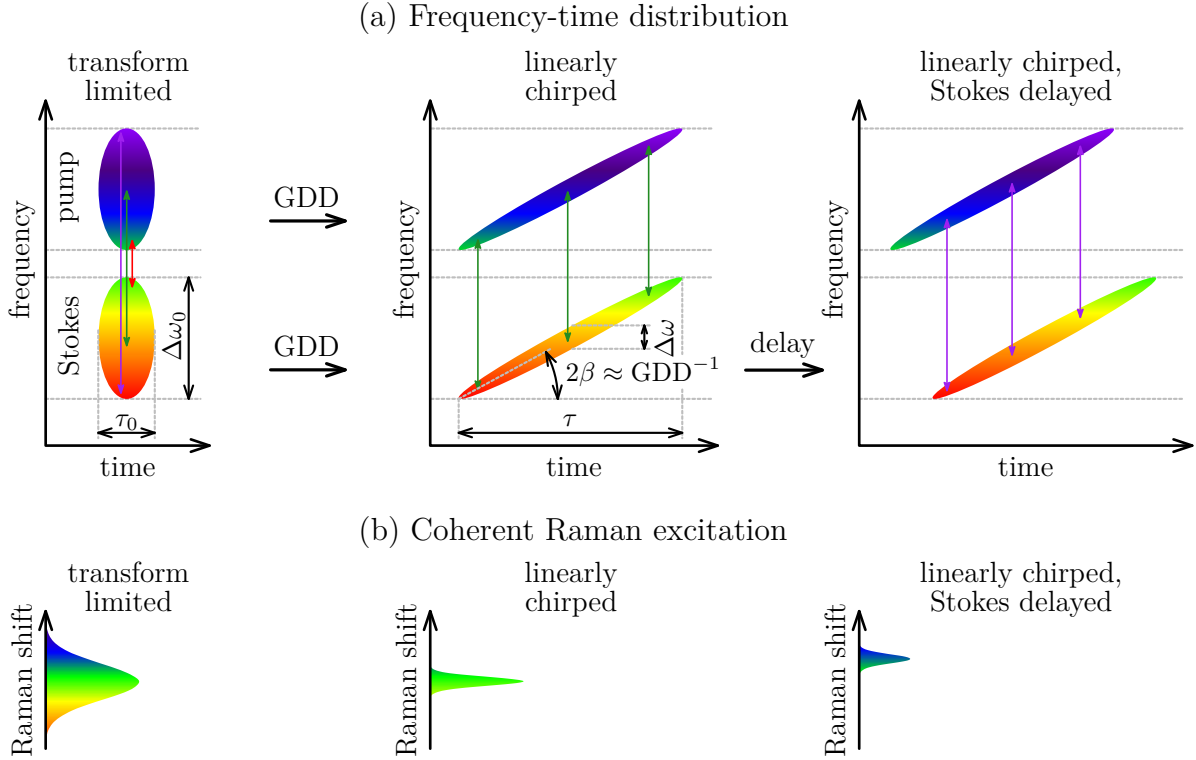 (a) Frequency-time distribution
transform
limited
linearly
chirped
linearly chirped,
Stokes delayed
frequency
pump
Stokes
Δω₀
τ₀
time
GDD
GDD
frequency
Δω
2β ≈ GDD⁻¹
τ
time
delay
frequency
time
(b) Coherent Raman excitation
transform
limited
linearly
chirped
linearly chirped,
Stokes delayed
Raman shift
Raman shift
Raman shift